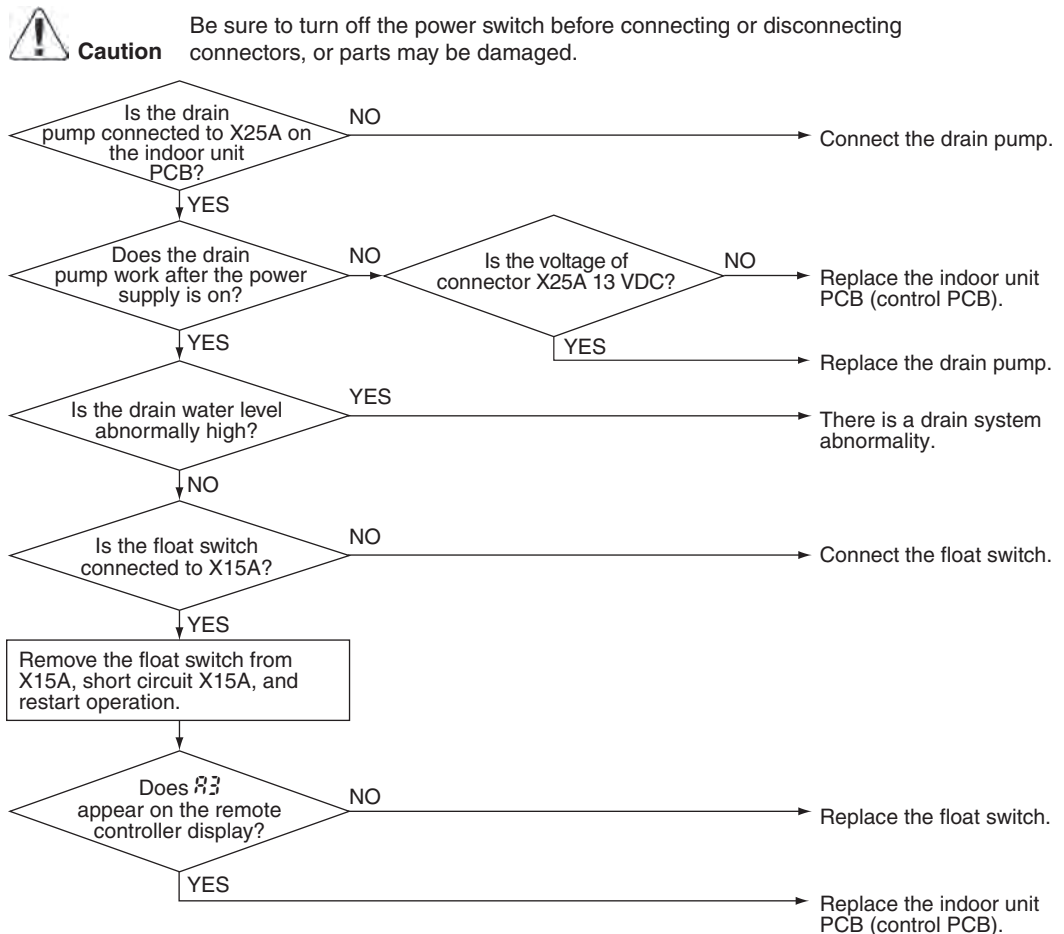 Caution
Be sure to turn off the power switch before connecting or disconnecting
connectors, or parts may be damaged.
Is the drain
pump connected to X25A on
the indoor unit
PCB?
NO
Connect the drain pump.
YES
Does the drain
pump work after the power
supply is on?
NO
Is the voltage of
connector X25A 13 VDC?
NO
Replace the indoor unit
PCB (control PCB).
YES
Replace the drain pump.
YES
Is the drain water level
abnormally high?
YES
There is a drain system
abnormality.
NO
Is the float switch
connected to X15A?
NO
Connect the float switch.
YES
Remove the float switch from
X15A, short circuit X15A, and
restart operation.
Does A3
appear on the remote
controller display?
NO
Replace the float switch.
YES
Replace the indoor unit
PCB (control PCB).